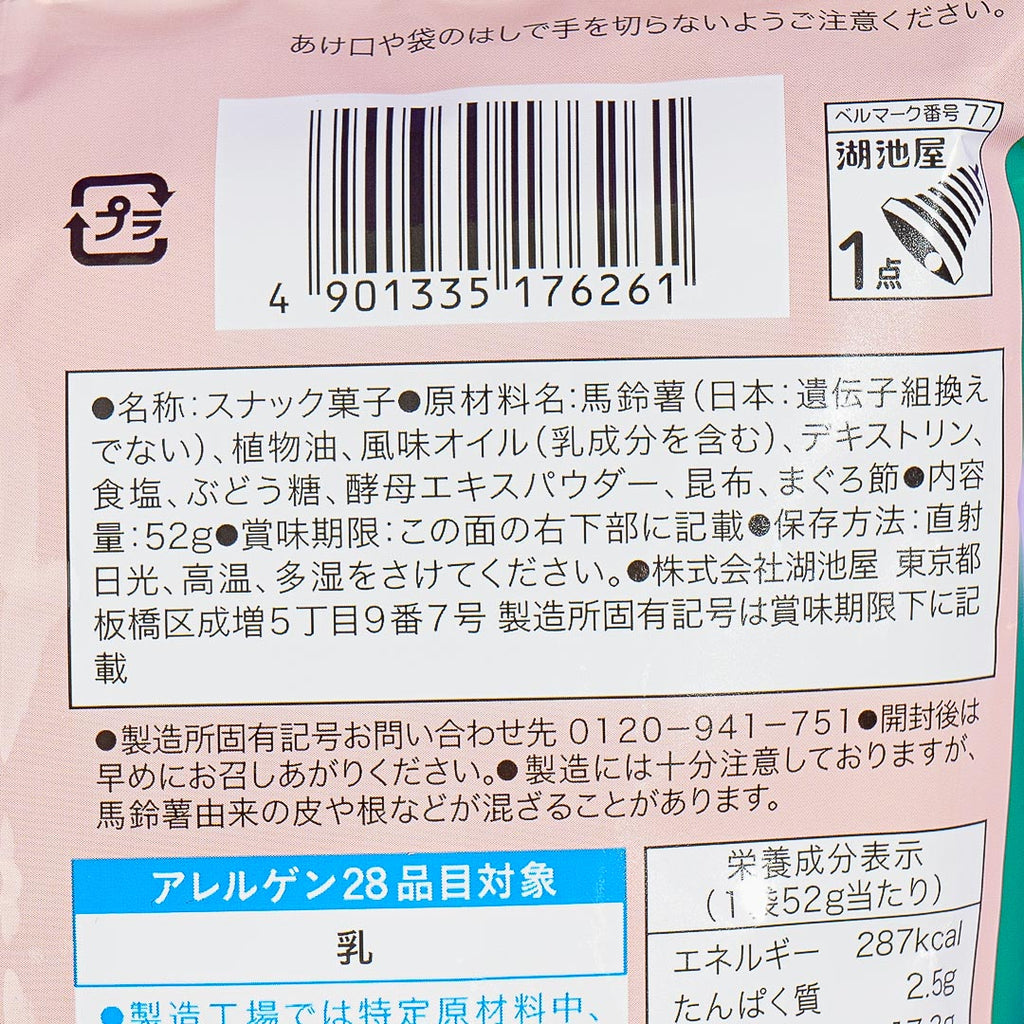 あけ口や袋のはしで手を切らないようご注意ください。
プラ
4 901335 176261
ベルマーク番号 77
湖池屋
1点
●名称：スナック菓子●原材料名：馬鈴薯（日本：遺伝子組換え
でない）、植物油、風味オイル（乳成分を含む）、デキストリン、
食塩、ぶどう糖、酵母エキスパウダー、昆布、まぐろ節●内容
量：52g●賞味期限：この面の右下部に記載●保存方法：直射
日光、高温、多湿をさけてください。●株式会社湖池屋 東京都
板橋区成増5丁目9番7号 製造所固有記号は賞味期限下に記
載
●製造所固有記号お問い合わせ先 0120－941－751●開封後は
早めにお召しあがりください。●製造には十分注意しておりますが、
馬鈴薯由来の皮や根などが混ざることがあります。
アレルゲン28品目対象
乳
●製造工場では特定原材料中、
栄養成分表示
（1袋52g当たり）
エネルギー 287kcal
たんぱく質 2.5g